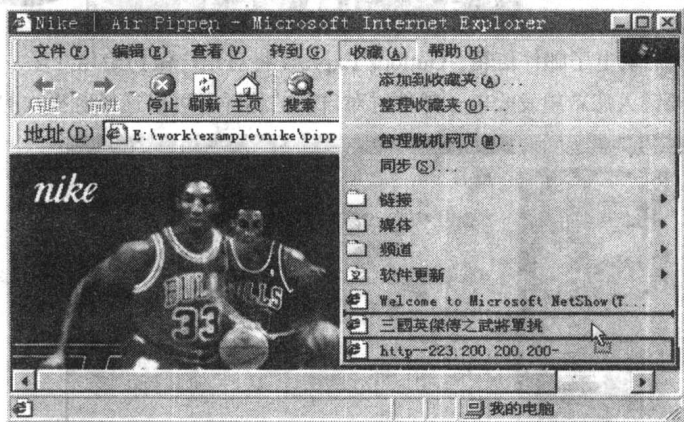 Nike | Air Pippen - Microsoft Internet Explorer
文件(F) 编辑(E) 查看(V) 转到(G) 收藏(A) 帮助(H)
添加到收藏夹(A)...
整理收藏夹(O)...
管理脱机网页(M)...
同步(S)...
链接
媒体
频道
软件更新
Welcome to Microsoft NetShow(T...
三國英傑傳之武將單挑
http--223.200.200.200-
后退 前进 停止 刷新 主页 搜索
地址(D) E:\work\example\nike\pipp
nike
BULLS
33
我的电脑